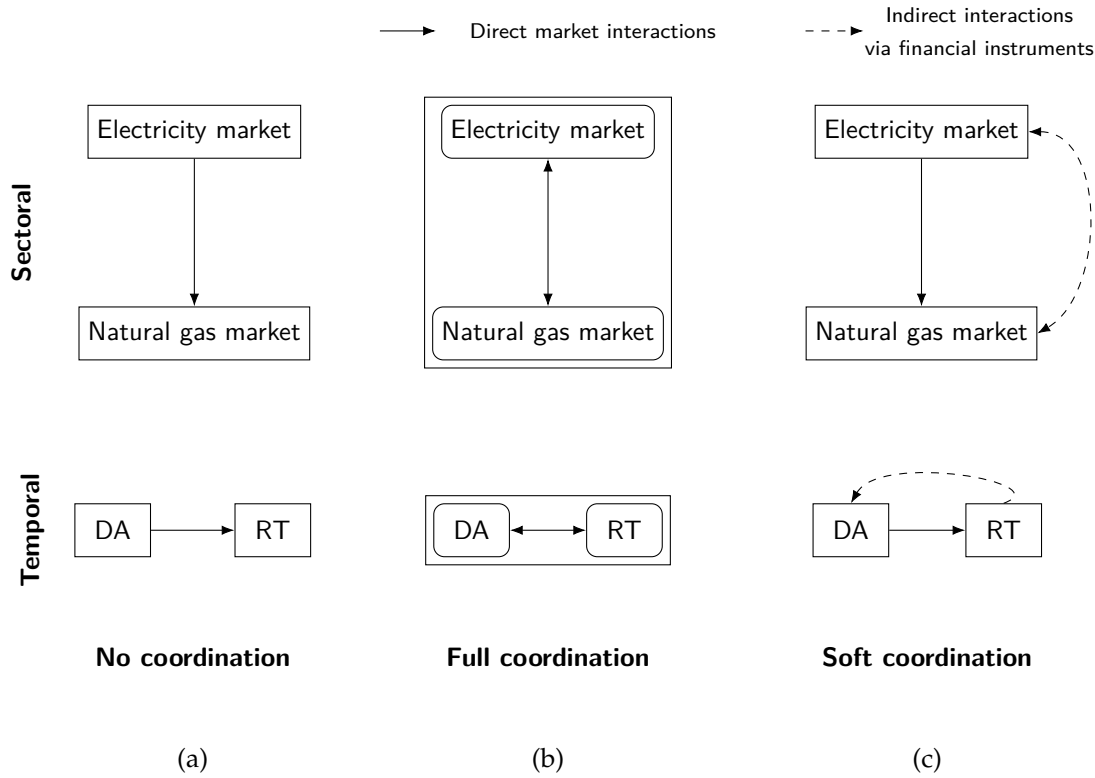 Direct market interactions
Indirect interactions
via financial instruments
Sectoral
Electricity market
Electricity market
Electricity market
Natural gas market
Natural gas market
Natural gas market
Temporal
DA
RT
DA
RT
DA
RT
No coordination
Full coordination
Soft coordination
(a)
(b)
(c)